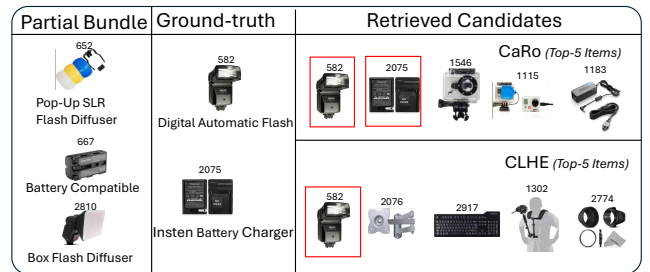 Partial Bundle
652
Pop-Up SLR
Flash Diffuser
667
Battery Compatible
2810
Box Flash Diffuser
Ground-truth
582
Digital Automatic Flash
2075
Insten Battery Charger
Retrieved Candidates
CaRo (Top-5 Items)
582
2075
1546
1115
1183
CLHE (Top-5 Items)
582
2076
2917
1302
2774